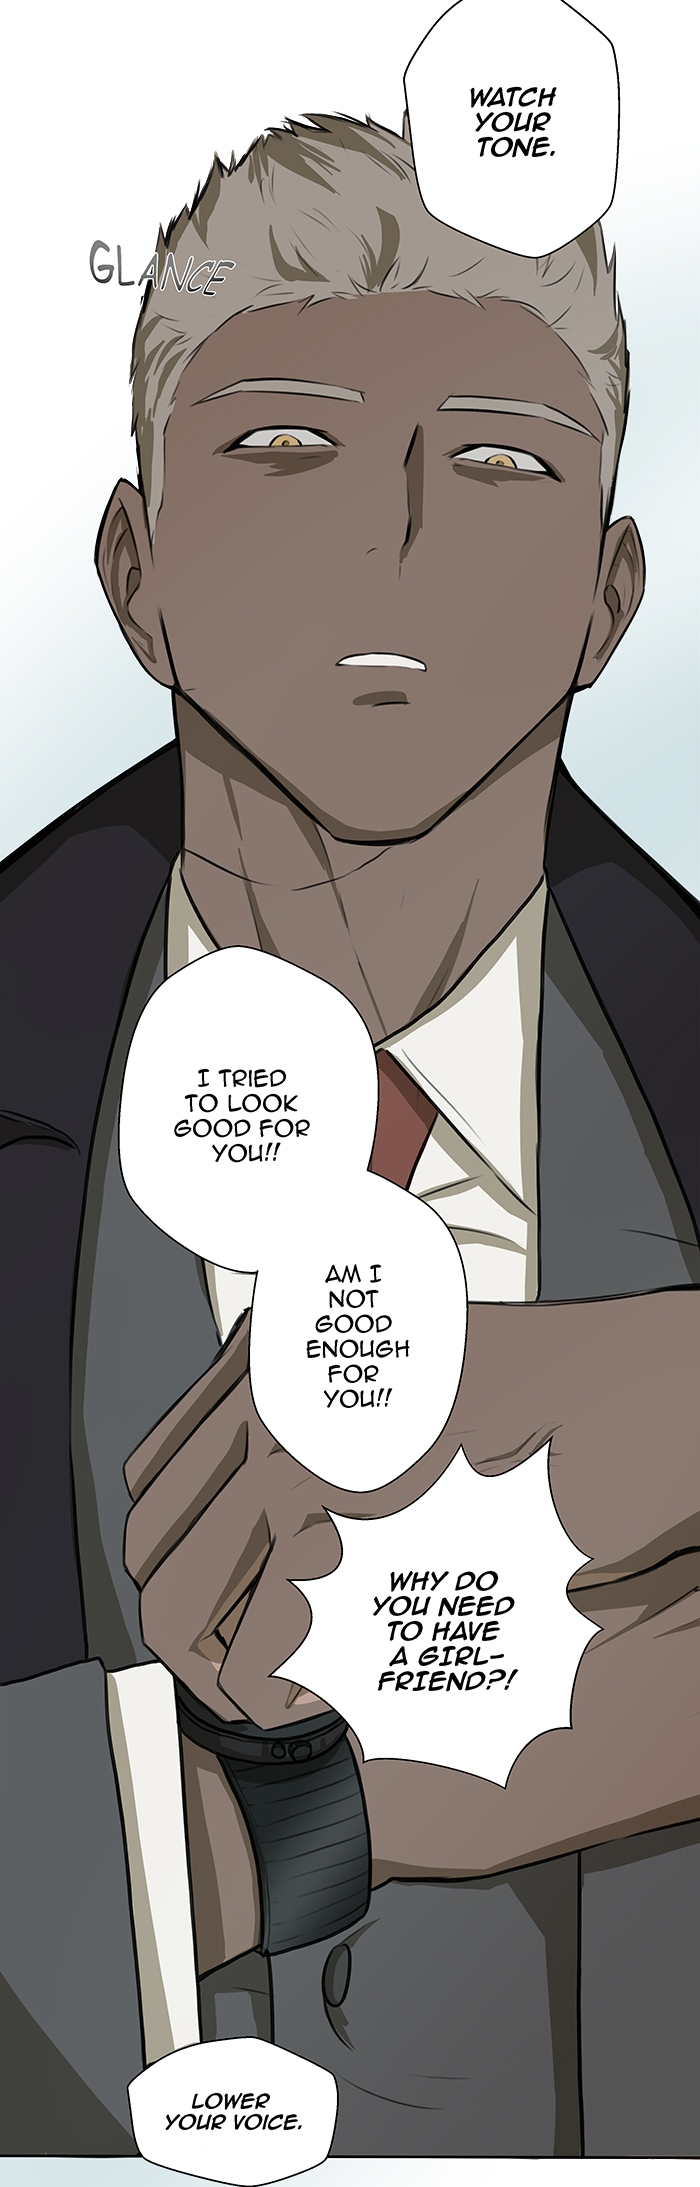 WATCH
YOUR
TONE.
GLANCE
I TRIED
TO LOOK
GOOD FOR
YOU!!
AM I
NOT
GOOD
ENOUGH
FOR
YOU!!
WHY DO
YOU NEED
TO HAVE
A GIRL-
FRIEND?!
LOWER
YOUR VOICE.